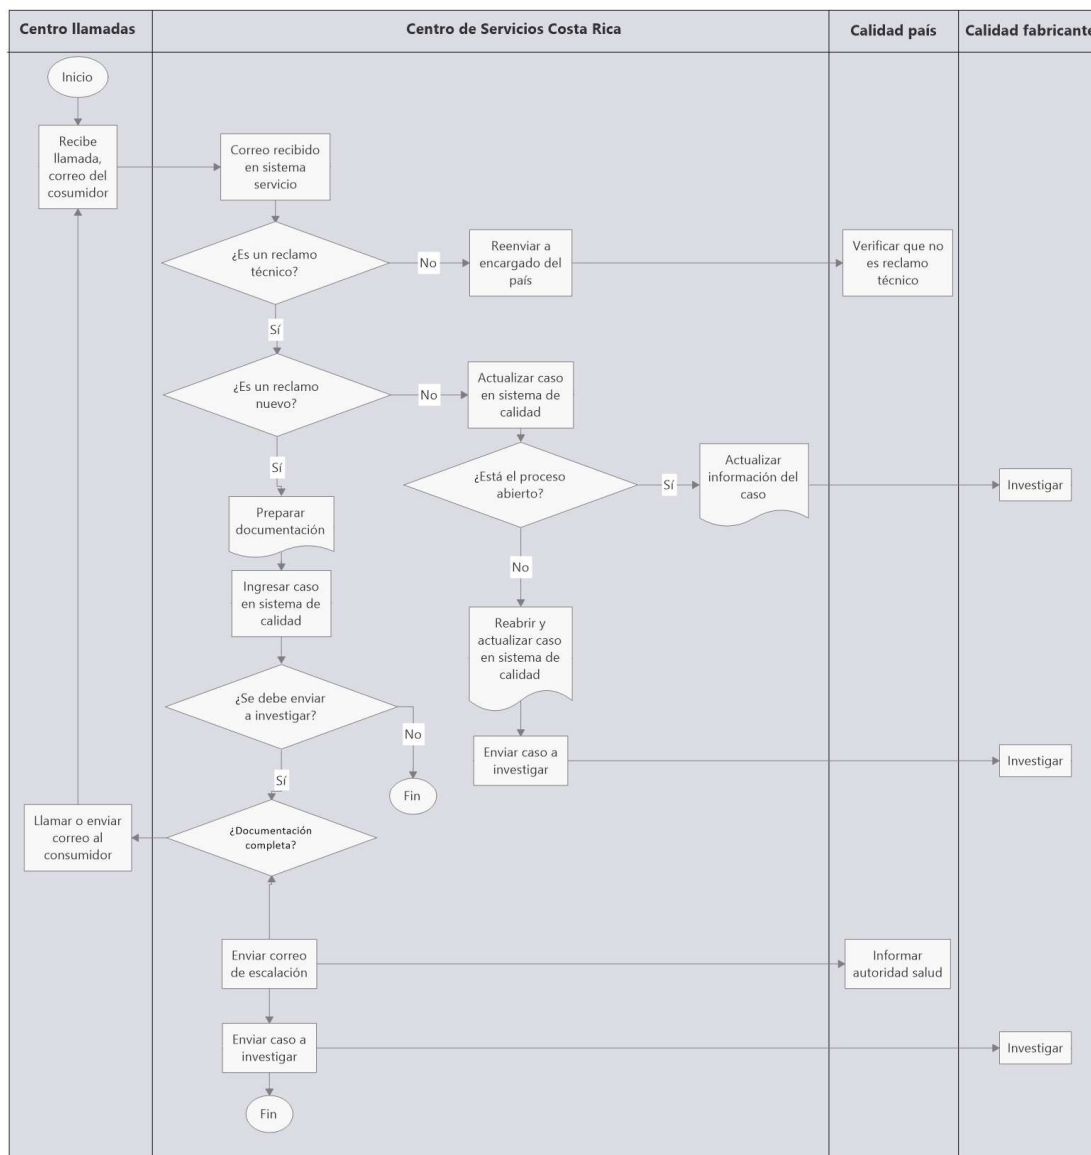 Centro llamadas
Centro de Servicios Costa Rica
Calidad país
Calidad fabricante
Inicio
Recibe
llamada,
correo del
cosumidor
Correo recibido
en sistema
servicio
¿Es un reclamo
técnico?
No
Reenviar a
encargado del
país
Verificar que no
es reclamo
técnico
Sí
¿Es un reclamo
nuevo?
No
Actualizar caso
en sistema de
calidad
Sí
¿Está el proceso
abierto?
Sí
Actualizar
información del
caso
Investigar
Preparar
documentación
No
Ingresar caso
en sistema de
calidad
Reabrir y
actualizar caso
en sistema de
calidad
¿Se debe enviar
a investigar?
No
Enviar caso a
investigar
Investigar
Sí
Fin
Llamar o enviar
correo al
consumidor
¿Documentación
completa?
Enviar correo
de escalación
Informar
autoridad salud
Enviar caso a
investigar
Investigar
Fin